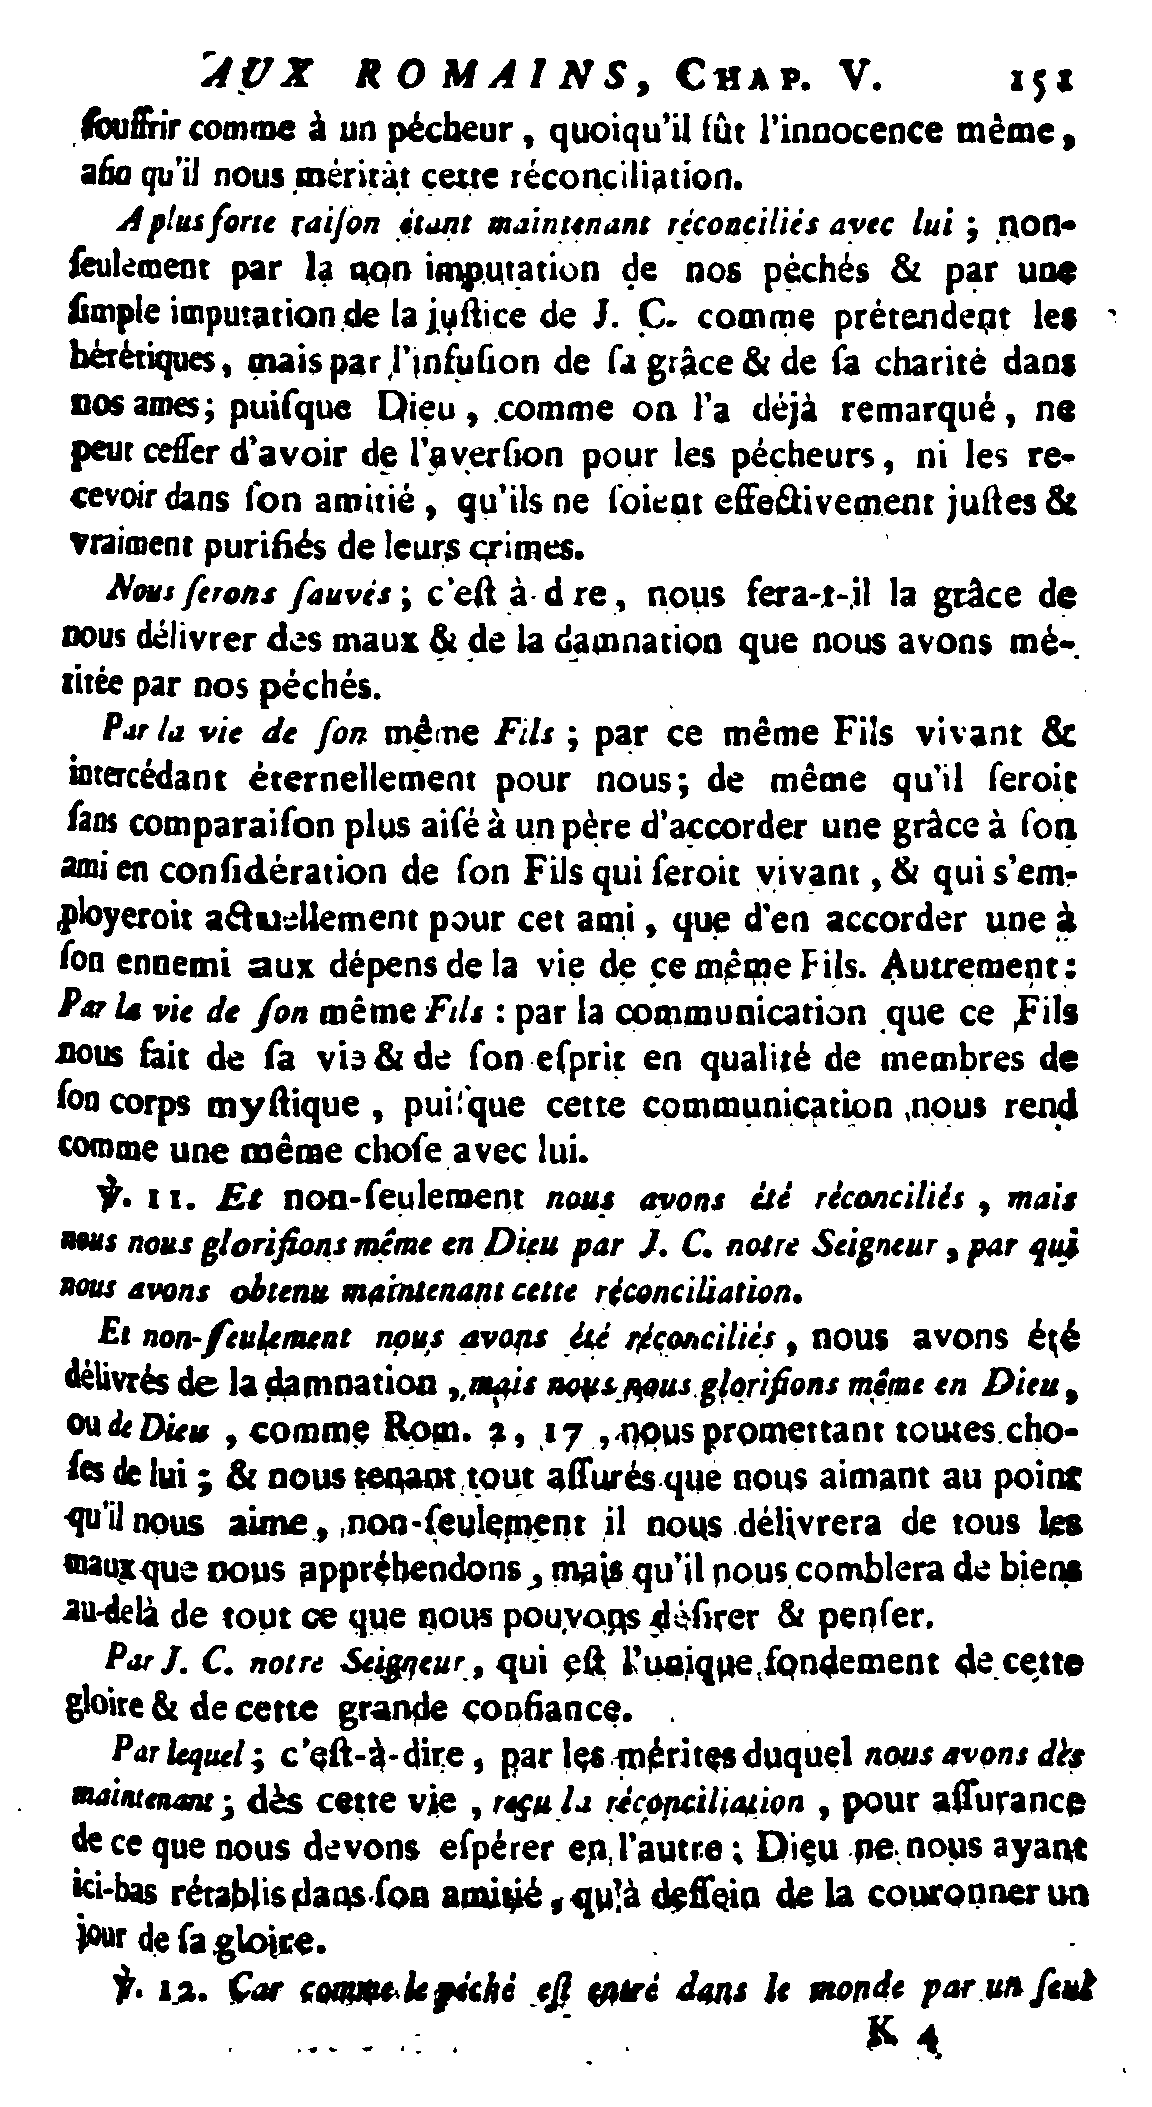 AUX ROMAINS, CHAP. V. 151
ſouffrir comme à un pécheur, quoiqu'il fût l'innocence même,
afin qu'il nous méritàt cette réconciliation.
A plus forte raiſon étant maintenant réconciliés avec lui ; non-
ſeulement par la non imputation de nos péchés & par une
ſimple imputation de la juſtice de J. C. comme prétendent les
hérétiques, mais par l'infuſion de ſa grâce & de ſa charité dans
nos ames ; puiſque Dieu, comme on l'a déjà remarqué, ne
peut ceſſer d'avoir de l'averſion pour les pécheurs, ni les re-
cevoir dans ſon amitié, qu'ils ne ſoient effectivement juſtes &
vraiment purifiés de leurs crimes.
Nous ſerons ſauvés ; c'eſt à-d re, nous fera-t-il la grâce de
nous délivrer des maux & de la damnation que nous avons mé-
ritée par nos péchés.
Par la vie de ſon même Fils ; par ce même Fils vivant &
intercédant éternellement pour nous ; de même qu'il ſeroit
ſans comparaiſon plus aiſé à un père d'accorder une grâce à ſon
ami en conſidération de ſon Fils qui ſeroit vivant, & qui s'em-
ployeroit actuellement pour cet ami, que d'en accorder une à
ſon ennemi aux dépens de la vie de ce même Fils. Autrement :
Par la vie de ſon même Fils : par la communication que ce Fils
nous fait de ſa vie & de ſon eſprit en qualité de membres de
ſon corps myſtique, puiſque cette communication nous rend
comme une même choſe avec lui.
℣. 11. Et non-ſeulement nous avons été réconciliés, mais
nous nous glorifions même en Dieu par J. C. notre Seigneur, par qui
nous avons obtenu maintenant cette réconciliation.
Et non-ſeulement nous avons été réconciliés, nous avons été
délivrés de la damnation, mais nous nous glorifions même en Dieu,
ou de Dieu, comme Rom. 2, 17, nous promettant toutes cho-
ſes de lui ; & nous tenant tout aſſurés que nous aimant au point
qu'il nous aime, non-ſeulement il nous délivrera de tous les
maux que nous appréhendons, mais qu'il nous comblera de biens
au-delà de tout ce que nous pouvons déſirer & penſer.
Par J. C. notre Seigneur, qui eſt l'unique fondement de cette
gloire & de cette grande confiance.
Par lequel ; c'eſt-à-dire, par les mérites duquel nous avons dès
maintenant ; dès cette vie, reçu la réconciliation, pour aſſurance
de ce que nous devons eſpérer en l'autre ; Dieu ne nous ayant
ici-bas rétablis dans ſon amitié, qu'à deſſein de la couronner un
jour de ſa gloire.
℣. 12. Car comme le péché eſt entré dans le monde par un ſeul
K 4